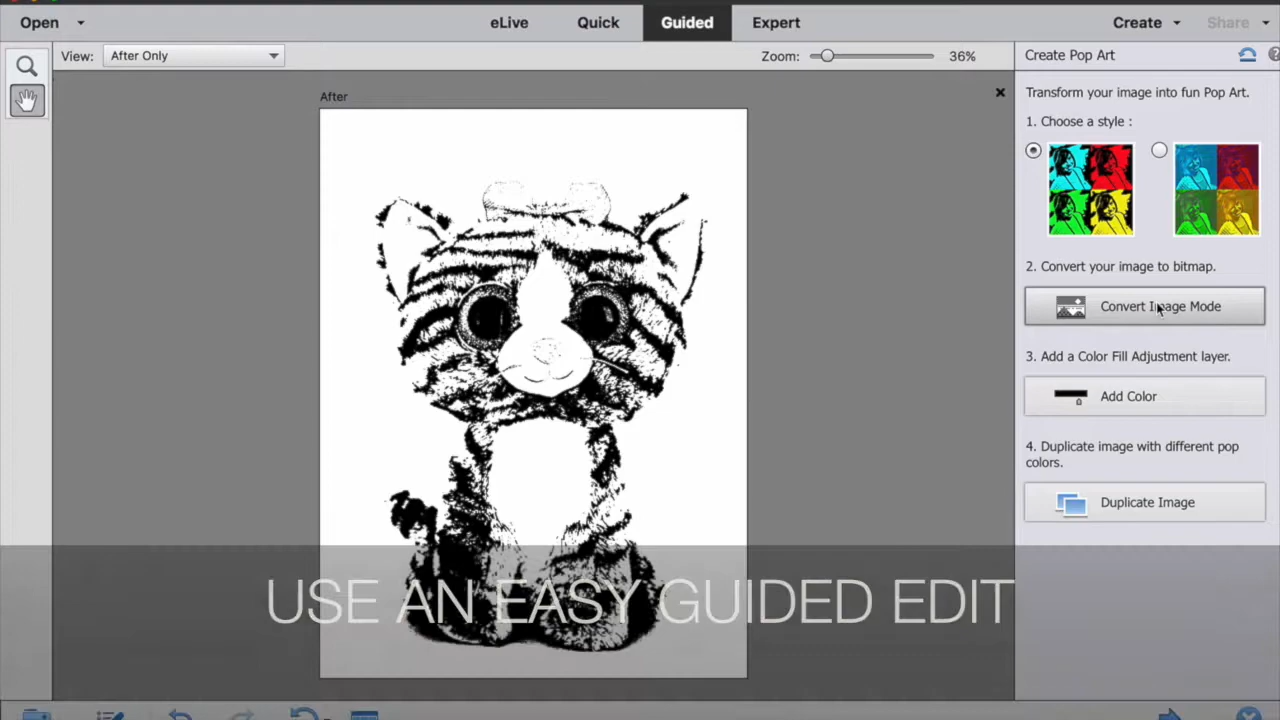 Open
eLive
Quick
Guided
Expert
Create
Share
View:
After Only
Zoom:
36%
Create Pop Art
After
Transform your image into fun Pop Art.
1. Choose a style :
2. Convert your image to bitmap.
Convert Image Mode
3. Add a Color Fill Adjustment layer.
Add Color
4. Duplicate image with different pop
colors.
Duplicate Image
USE AN EASY GUIDED EDIT